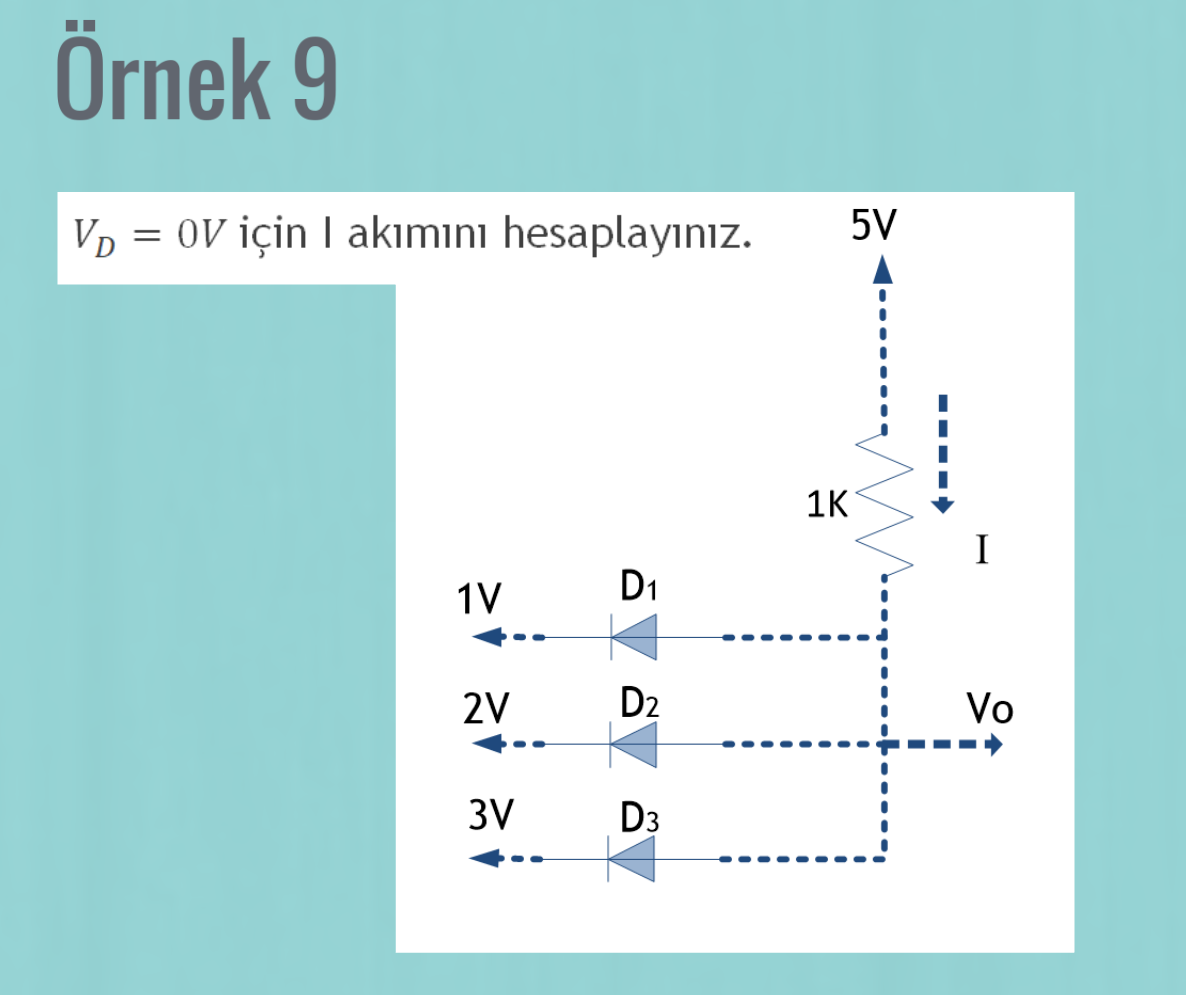 Örnek 9
V_D = 0V için I akımını hesaplayınız.
5V
1K
I
1V
D1
2V
D2
Vo
3V
D3